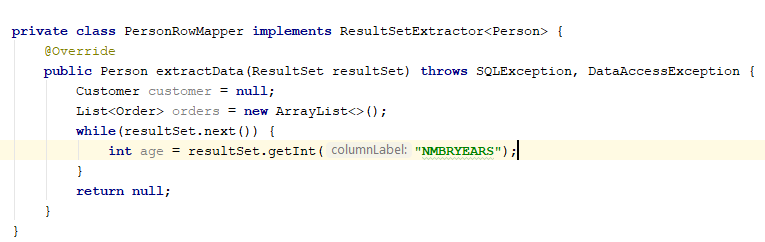 private class PersonRowMapper implements ResultSetExtractor<Person> {
@Override
public Person extractData(ResultSet resultSet) throws SQLException, DataAccessException {
Customer customer = null;
List<Order> orders = new ArrayList<>();
while(resultSet.next()) {
int age = resultSet.getInt( columnLabel: "NMBRYEARS");
}
return null;
}
}